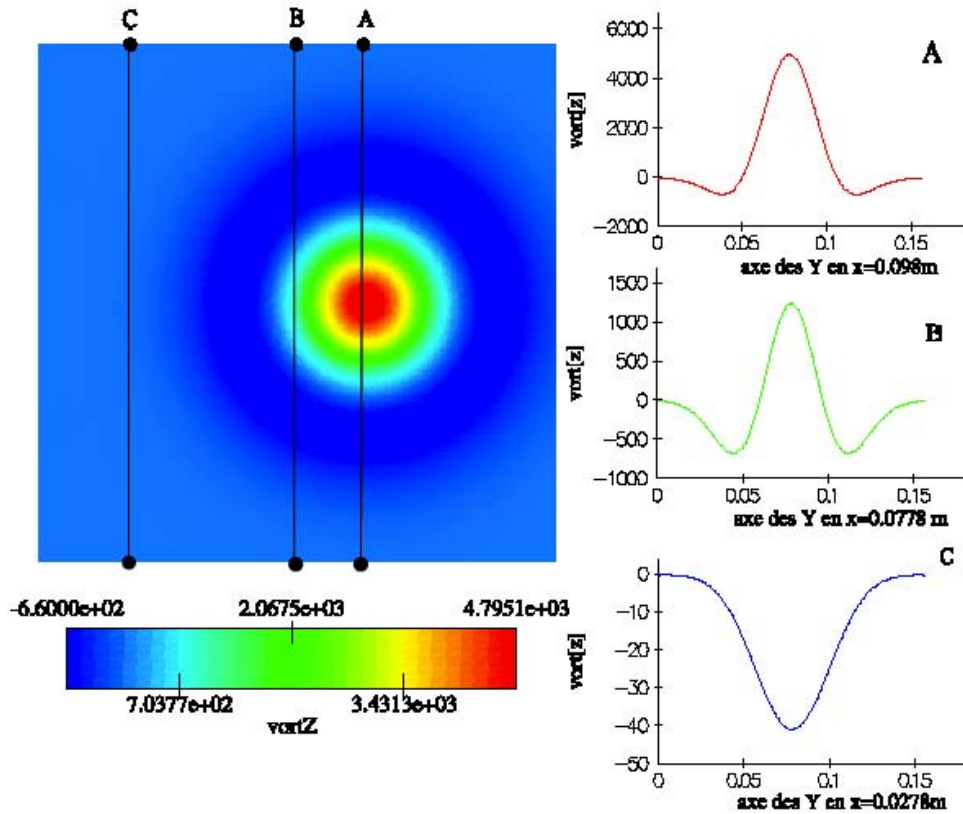 C B A
-6.6000e+02 2.0675e+03 4.7951e+03
7.0377e+02 3.4313e+03
vortZ
A
vort[z]
6000
4000
2000
0
−2000
0 0.05 0.1 0.15
axe des Y en x=0.098m
B
vort[z]
1500
1000
500
0
−500
−1000
0 0.05 0.1 0.15
axe des Y en x=0.0778 m
C
vort[z]
0
−10
−20
−30
−40
−50
0 0.05 0.1 0.15
axe des Y en x=0.0278m